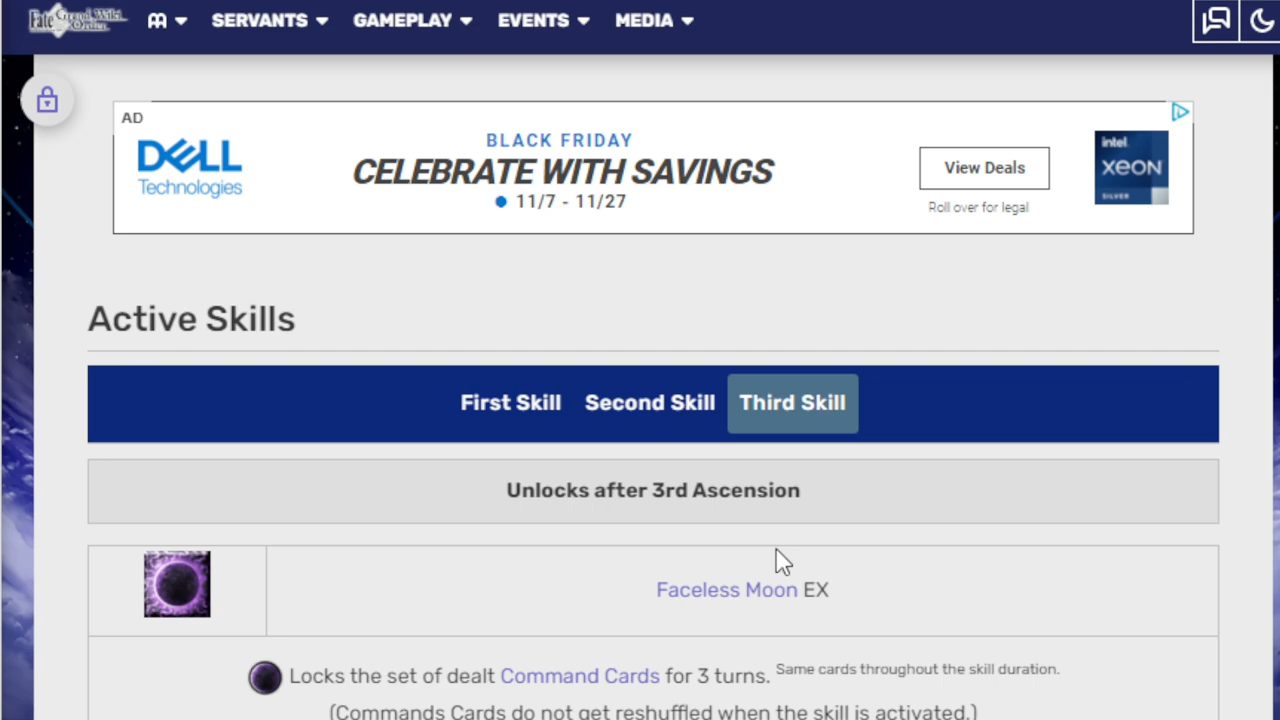 Fate Grand Order Wiki
SERVANTS GAMEPLAY EVENTS MEDIA
AD
DELL
Technologies
BLACK FRIDAY
CELEBRATE WITH SAVINGS
11/7 - 11/27
View Deals
Roll over for legal
intel
XEON
SILVER
Active Skills
First Skill Second Skill Third Skill
Unlocks after 3rd Ascension
Faceless Moon EX
Locks the set of dealt Command Cards for 3 turns. Same cards throughout the skill duration.
(Commands Cards do not get reshuffled when the skill is activated.)